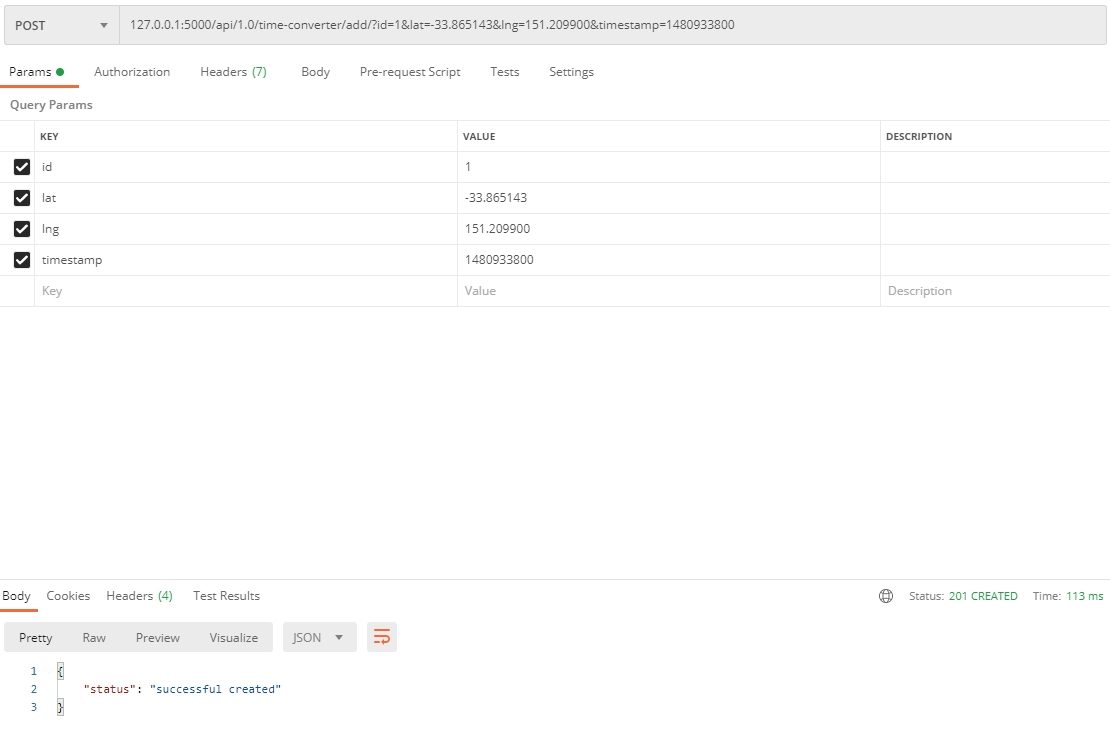 POST 127.0.0.1:5000/api/1.0/time-converter/add/?id=1&lat=-33.865143&lng=151.209900&timestamp=1480933800
Params Authorization Headers (7) Body Pre-request Script Tests Settings
Query Params
KEY VALUE DESCRIPTION
id 1
lat -33.865143
lng 151.209900
timestamp 1480933800
Key Value Description
Body Cookies Headers (4) Test Results Status: 201 CREATED Time: 113 ms
Pretty Raw Preview Visualize JSON
1 {
2 "status": "successful created"
3 }